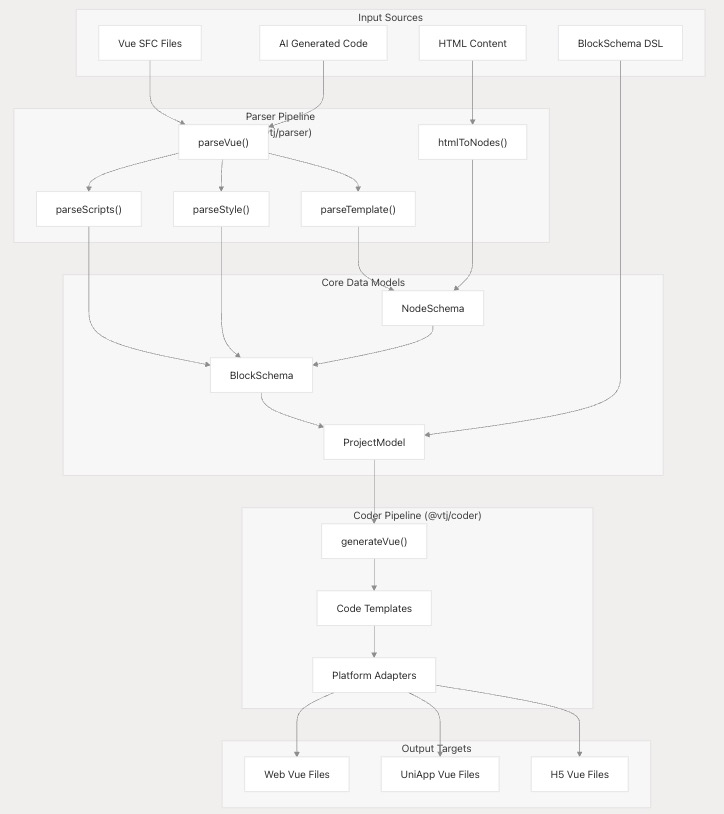 Input Sources
Vue SFC Files
AI Generated Code
HTML Content
BlockSchema DSL
Parser Pipeline
tj/parser)
parseVue()
htmlToNodes()
parseScripts()
parseStyle()
parseTemplate()
Core Data Models
NodeSchema
BlockSchema
ProjectModel
Coder Pipeline (@vtj/coder)
generateVue()
Code Templates
Platform Adapters
Output Targets
Web Vue Files
UniApp Vue Files
H5 Vue Files